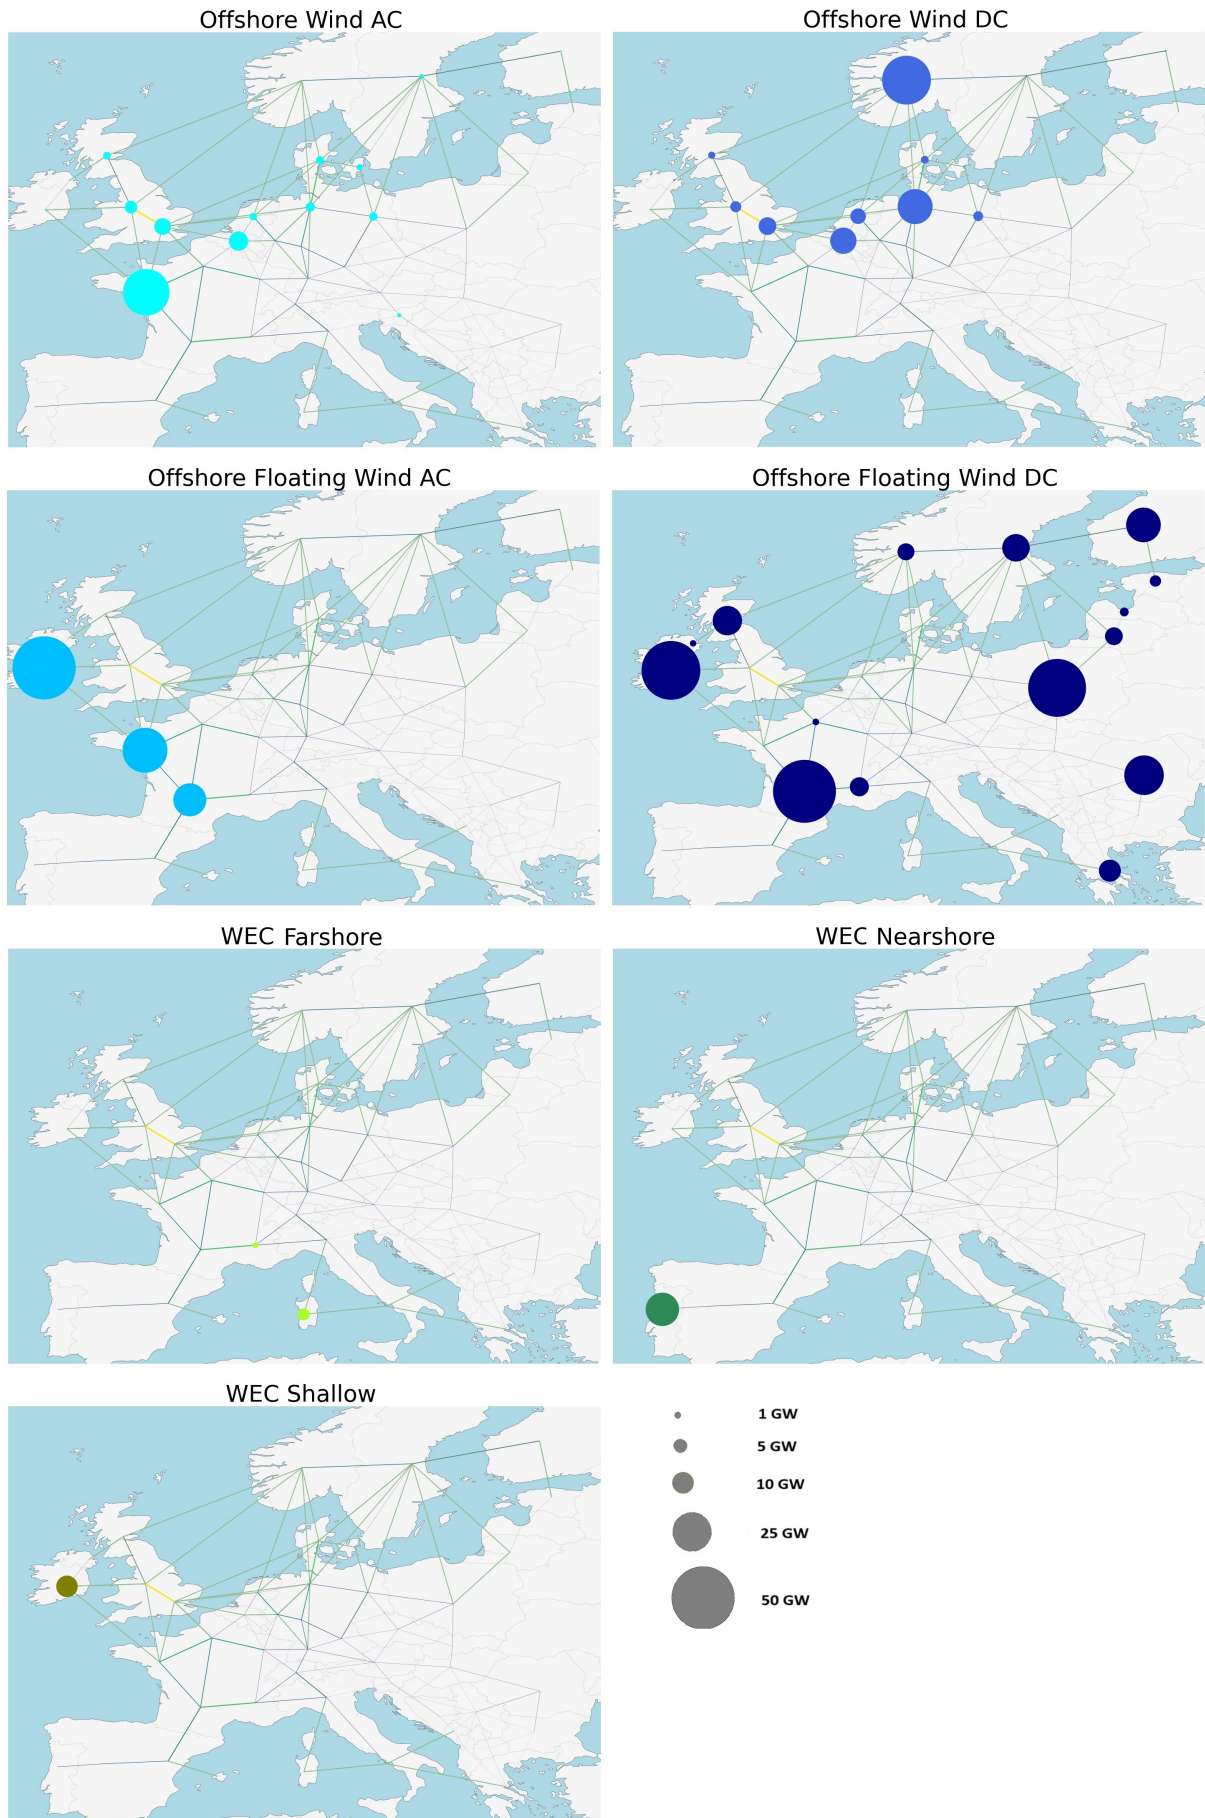 Offshore Wind AC
Offshore Wind DC
Offshore Floating Wind AC
Offshore Floating Wind DC
WEC Farshore
WEC Nearshore
WEC Shallow
1 GW
5 GW
10 GW
25 GW
50 GW